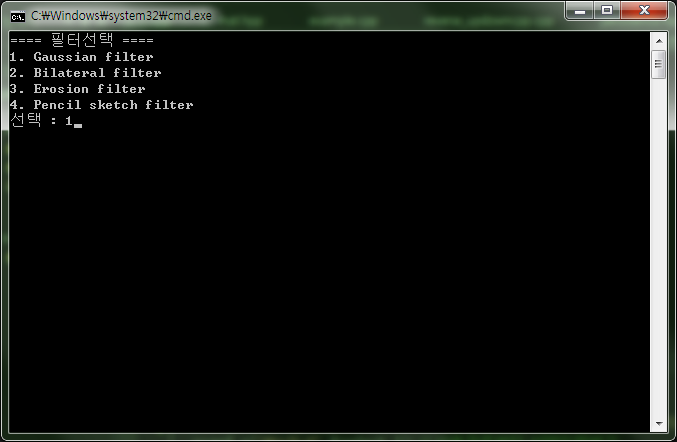 C:₩Windows₩system32₩cmd.exe
==== 필터선택 ====
1. Gaussian filter
2. Bilateral filter
3. Erosion filter
4. Pencil sketch filter
선택 : 1